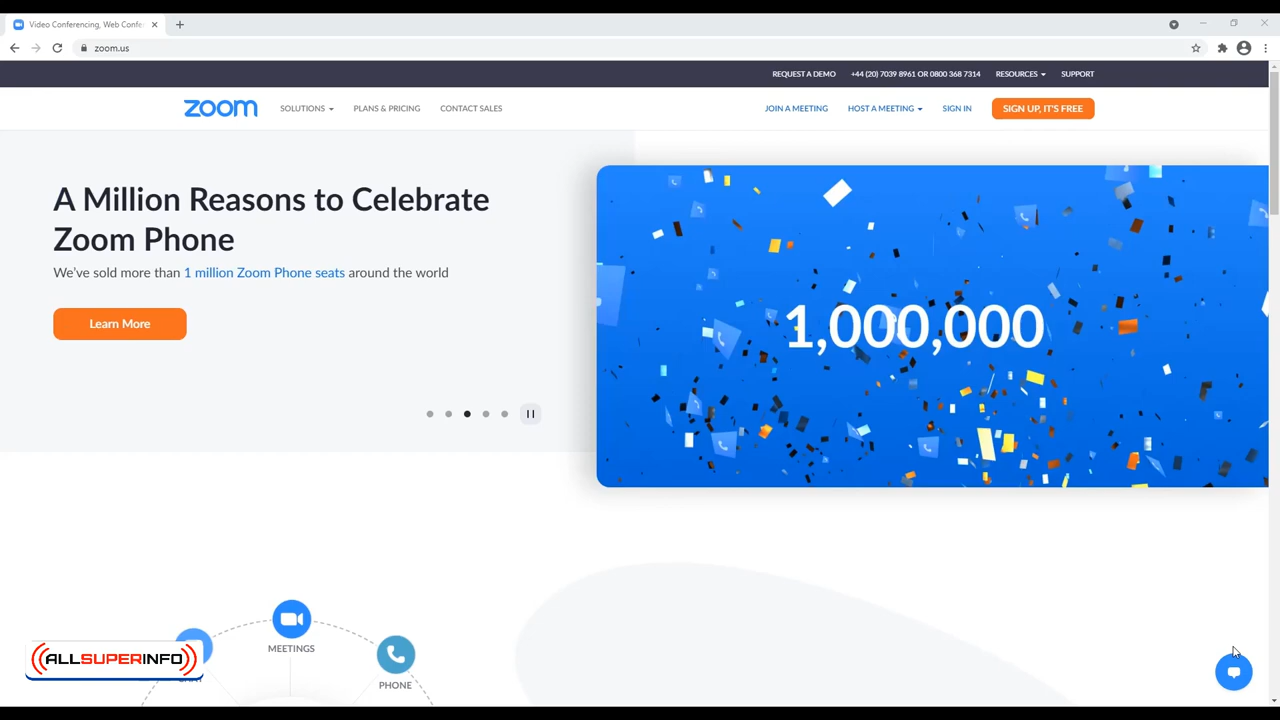 Video Conferencing, Web Confe
zoom.us
REQUEST A DEMO +44 (20) 7039 8961 OR 0800 368 7314 RESOURCES SUPPORT
zoom SOLUTIONS PLANS & PRICING CONTACT SALES JOIN A MEETING HOST A MEETING SIGN IN SIGN UP, IT'S FREE
A Million Reasons to Celebrate
Zoom Phone
We've sold more than 1 million Zoom Phone seats around the world
Learn More
1,000,000
MEETINGS
PHONE
ALLSUPERINFO